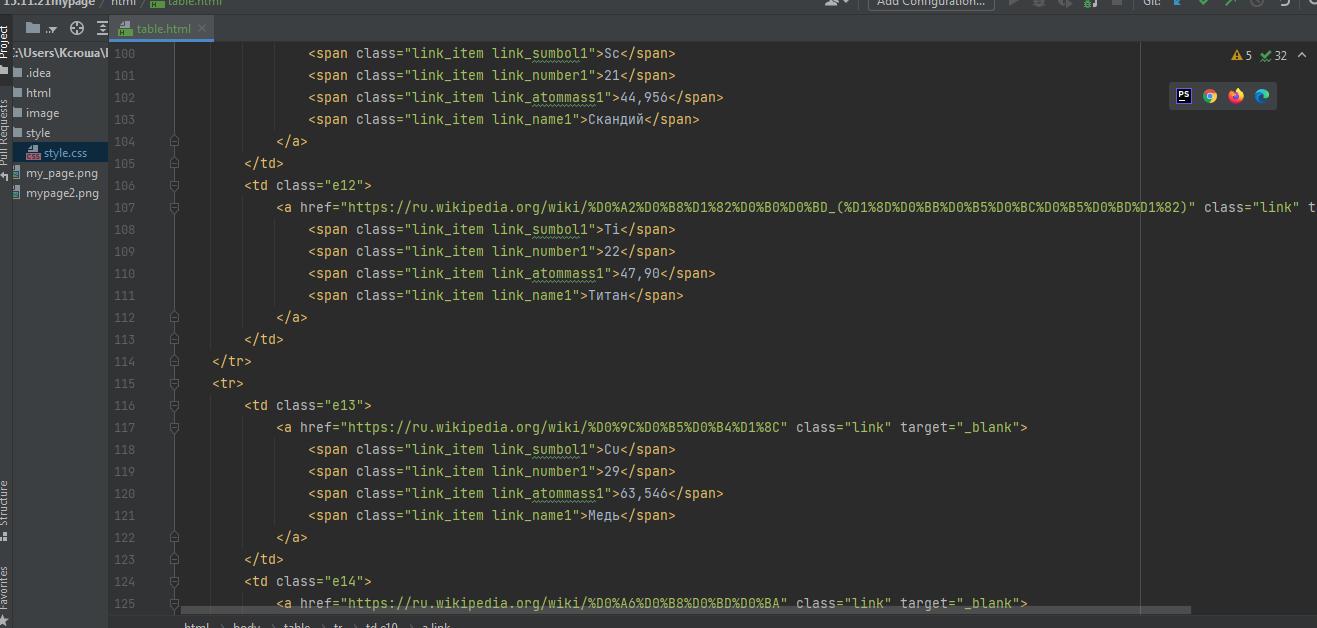 15.11.21mypage html table.html Add Configuration... Git:
table.html
Project
:\Users\Ксюша\
.idea
html
image
style
style.css
my_page.png
mypage2.png
Pull Requests
Structure
Favorites
5 32
PS
100 <span class="link_item link_sumbol1">Sc</span>
101 <span class="link_item link_number1">21</span>
102 <span class="link_item link_atommass1">44,956</span>
103 <span class="link_item link_name1">Скандий</span>
104 </a>
105 </td>
106 <td class="e12">
107 <a href="https://ru.wikipedia.org/wiki/%D0%A2%D0%B8%D1%82%D0%B0%D0%BD_(%D1%8D%D0%BB%D0%B5%D0%BC%D0%B5%D0%BD%D1%82)" class="link" t
108 <span class="link_item link_sumbol1">Ti</span>
109 <span class="link_item link_number1">22</span>
110 <span class="link_item link_atommass1">47,90</span>
111 <span class="link_item link_name1">Титан</span>
112 </a>
113 </td>
114 </tr>
115 <tr>
116 <td class="e13">
117 <a href="https://ru.wikipedia.org/wiki/%D0%9C%D0%B5%D0%B4%D1%8C" class="link" target="_blank">
118 <span class="link_item link_sumbol1">Cu</span>
119 <span class="link_item link_number1">29</span>
120 <span class="link_item link_atommass1">63,546</span>
121 <span class="link_item link_name1">Медь</span>
122 </a>
123 </td>
124 <td class="e14">
125 <a href="https://ru.wikipedia.org/wiki/%D0%A6%D0%B8%D0%BD%D0%BA" class="link" target="_blank">
html body table tr td.e10 a.link